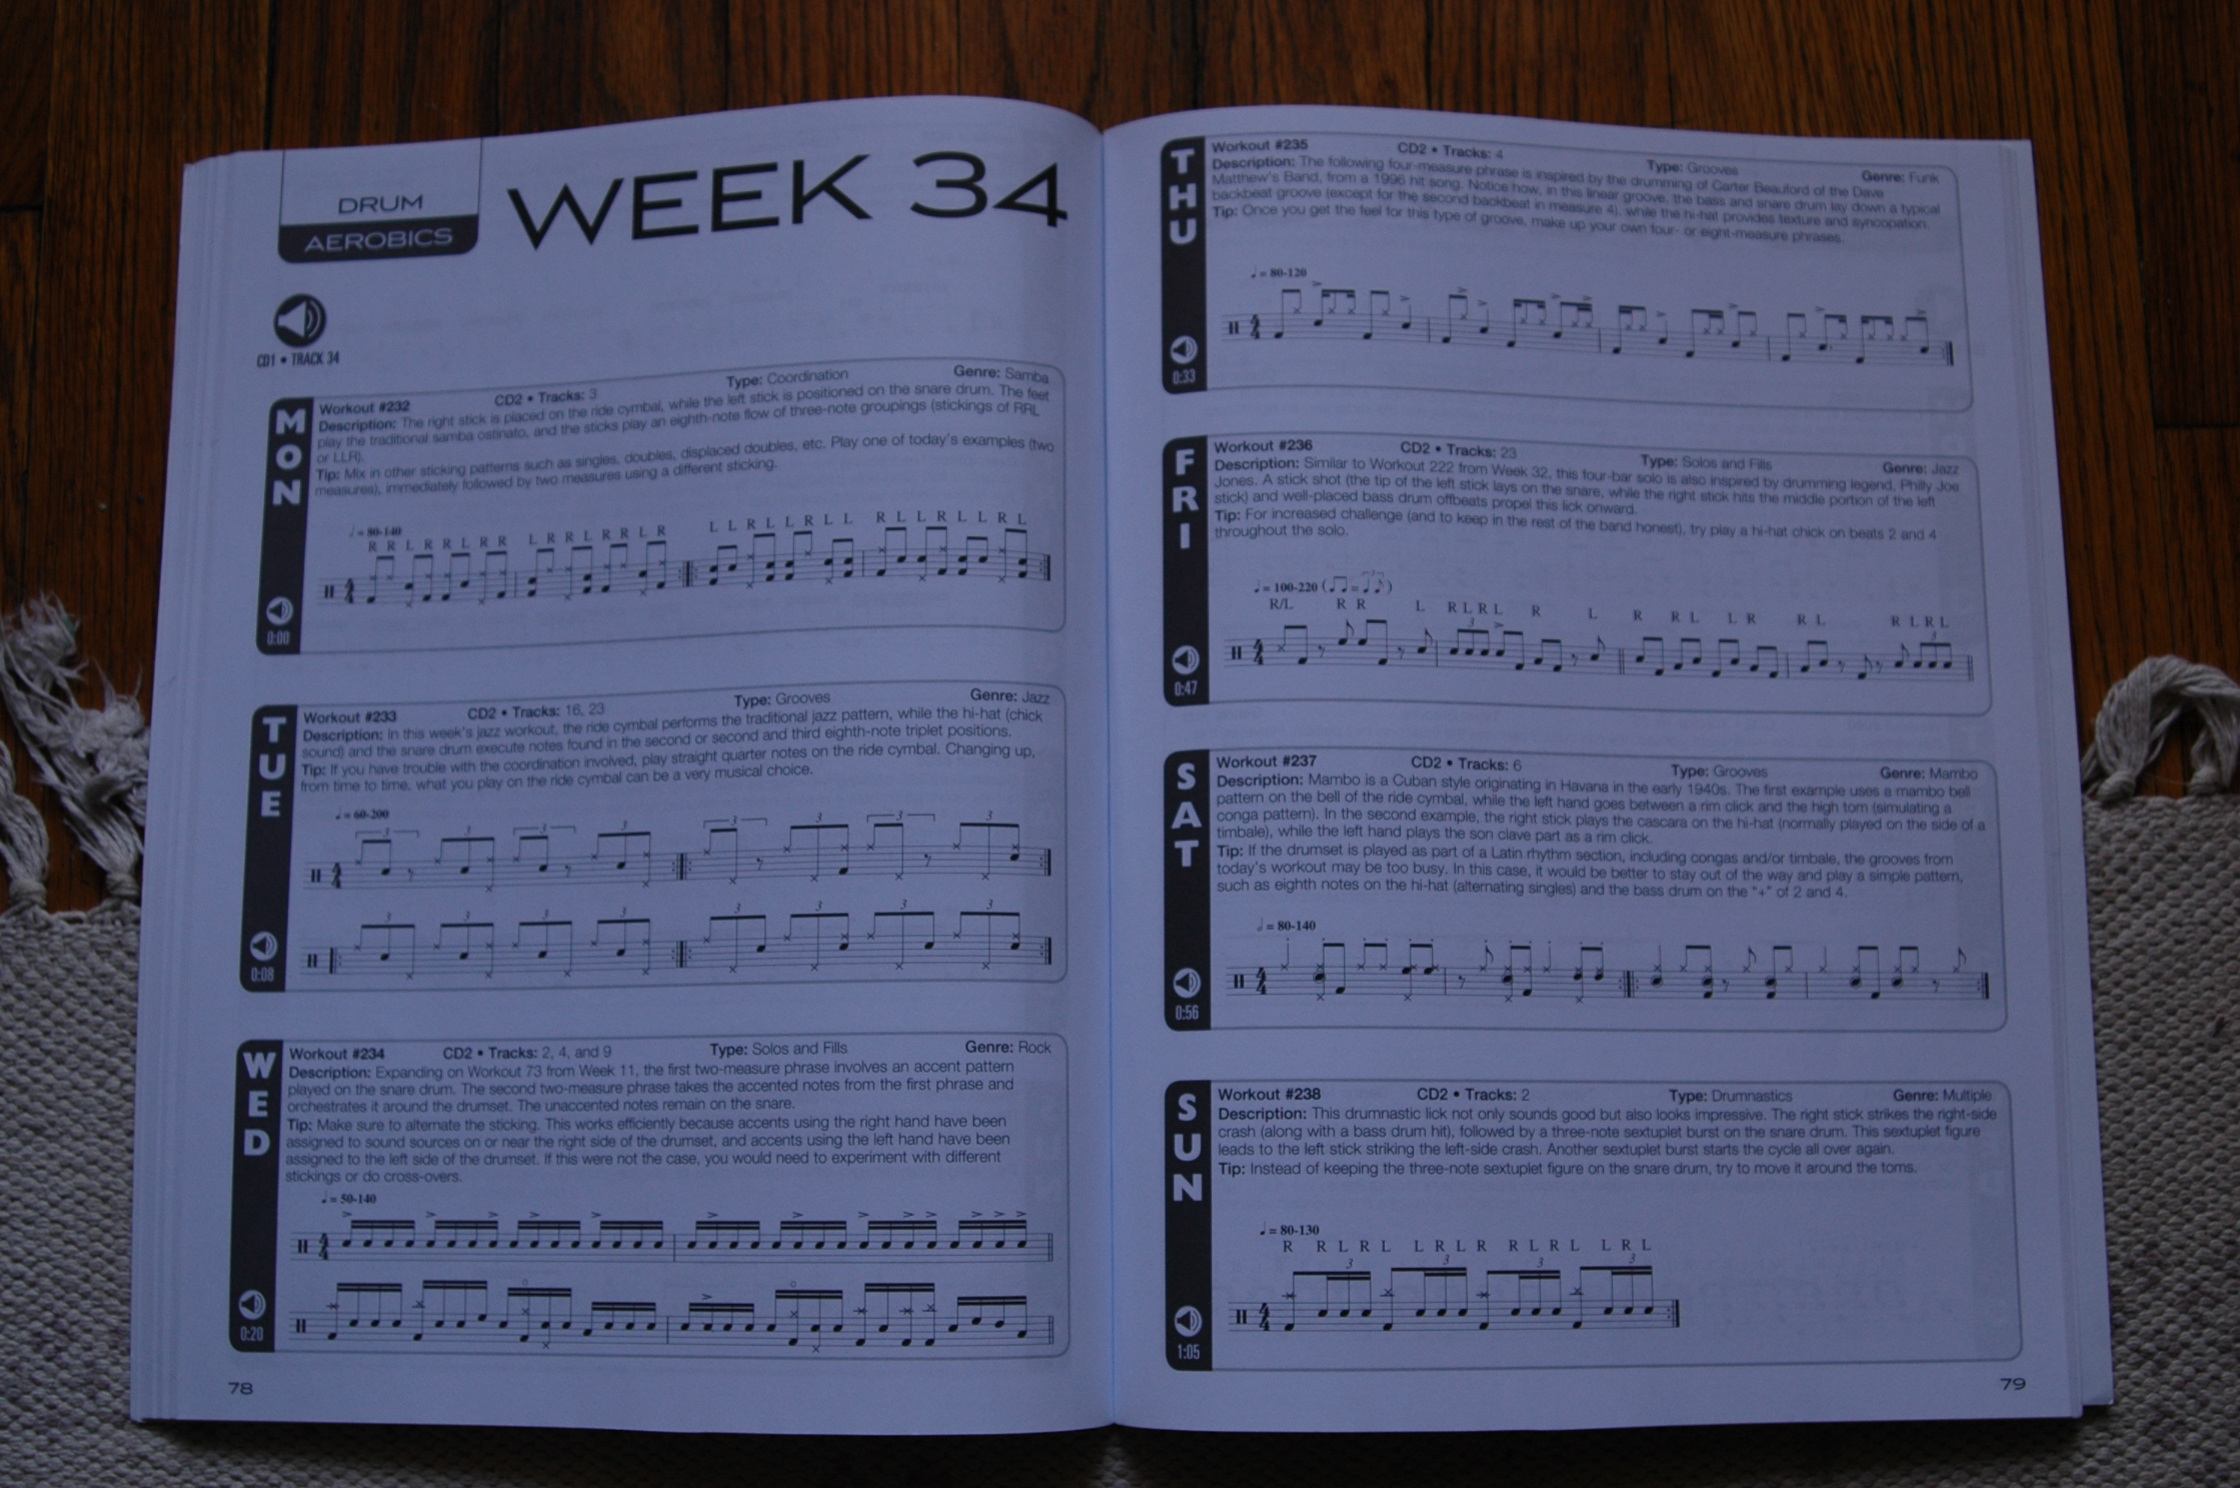 DRUM
AEROBICS
WEEK 34
CD1 • TRACK 34
MON
0:00
Workout #232 CD2 • Tracks: 3 Type: Coordination Genre: Samba
Description: The right stick is placed on the ride cymbal, while the left stick is positioned on the snare drum. The feet
play the traditional samba ostinato, and the sticks play an eighth-note flow of three-note groupings (stickings of RRL
or LLR).
Tip: Mix in other sticking patterns such as singles, doubles, displaced doubles, etc. Play one of today's examples (two
measures), immediately followed by two measures using a different sticking.
♩ = 80-140
R R L R R L R R L R R L R R L R L L R L L R L L R L L R L L R L
TUE
0:08
Workout #233 CD2 • Tracks: 16, 23 Type: Grooves Genre: Jazz
Description: In this week's jazz workout, the ride cymbal performs the traditional jazz pattern, while the hi-hat (chick
sound) and the snare drum execute notes found in the second or second and third eighth-note triplet positions.
Tip: If you have trouble with the coordination involved, play straight quarter notes on the ride cymbal. Changing up,
from time to time, what you play on the ride cymbal can be a very musical choice.
♩ = 60-200
3 3 3 3 3 3 3 3
3 3 3 3 3 3 3 3
WED
0:20
Workout #234 CD2 • Tracks: 2, 4, and 9 Type: Solos and Fills Genre: Rock
Description: Expanding on Workout 73 from Week 11, the first two-measure phrase involves an accent pattern
played on the snare drum. The second two-measure phrase takes the accented notes from the first phrase and
orchestrates it around the drumset. The unaccented notes remain on the snare.
Tip: Make sure to alternate the sticking. This works efficiently because accents using the right hand have been
assigned to sound sources on or near the right side of the drumset, and accents using the left hand have been
assigned to the left side of the drumset. If this were not the case, you would need to experiment with different
stickings or do cross-overs.
♩ = 50-140
78
THU
0:33
Workout #235 CD2 • Tracks: 4 Type: Grooves Genre: Funk
Description: The following four-measure phrase is inspired by the drumming of Carter Beauford of the Dave
Matthew's Band, from a 1996 hit song. Notice how, in this linear groove, the bass and snare drum lay down a typical
backbeat groove (except for the second backbeat in measure 4), while the hi-hat provides texture and syncopation.
Tip: Once you get the feel for this type of groove, make up your own four- or eight-measure phrases.
♩ = 80-120
FRI
0:47
Workout #236 CD2 • Tracks: 23 Type: Solos and Fills Genre: Jazz
Description: Similar to Workout 222 from Week 32, this four-bar solo is also inspired by drumming legend, Philly Joe
Jones. A stick shot (the tip of the left stick lays on the snare, while the right stick hits the middle portion of the left
stick) and well-placed bass drum offbeats propel this lick onward.
Tip: For increased challenge (and to keep in the rest of the band honest), try play a hi-hat chick on beats 2 and 4
throughout the solo.
♩ = 100-220
R/L R R L R L R L R L R R L L R R L R L R L
SAT
0:56
Workout #237 CD2 • Tracks: 6 Type: Grooves Genre: Mambo
Description: Mambo is a Cuban style originating in Havana in the early 1940s. The first example uses a mambo bell
pattern on the bell of the ride cymbal, while the left hand goes between a rim click and the high tom (simulating a
conga pattern). In the second example, the right stick plays the cascara on the hi-hat (normally played on the side of a
timbale), while the left hand plays the son clave part as a rim click.
Tip: If the drumset is played as part of a Latin rhythm section, including congas and/or timbale, the grooves from
today's workout may be too busy. In this case, it would be better to stay out of the way and play a simple pattern,
such as eighth notes on the hi-hat (alternating singles) and the bass drum on the "+" of 2 and 4.
♩ = 80-140
SUN
1:05
Workout #238 CD2 • Tracks: 2 Type: Drumnastics Genre: Multiple
Description: This drumnastic lick not only sounds good but also looks impressive. The right stick strikes the right-side
crash (along with a bass drum hit), followed by a three-note sextuplet burst on the snare drum. This sextuplet figure
leads to the left stick striking the left-side crash. Another sextuplet burst starts the cycle all over again.
Tip: Instead of keeping the three-note sextuplet figure on the snare drum, try to move it around the toms.
♩ = 80-130
R R L R L L R L R R L R L L R L
3 3 3 3
79